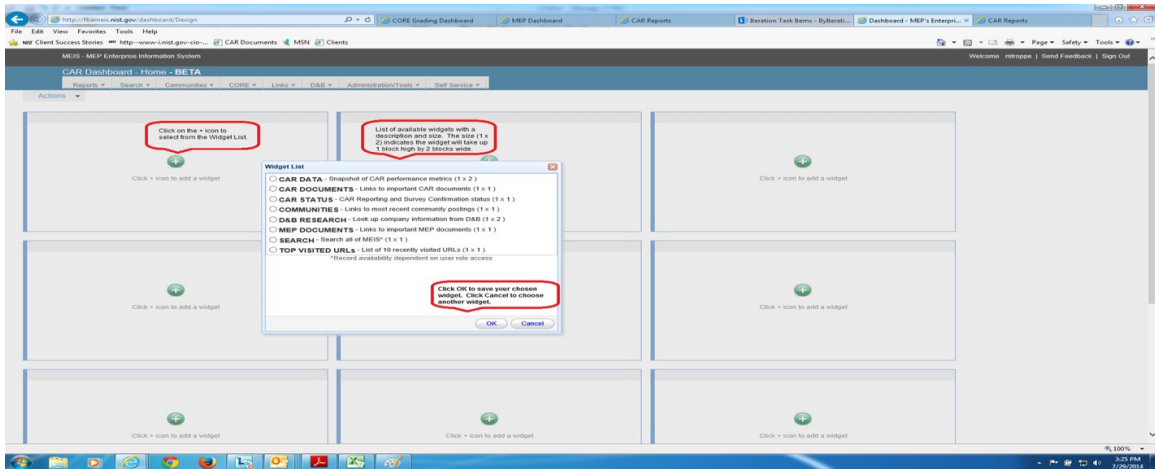 http://fbiemeis.nist.gov/dashboard/Design
CORE Grading Dashboard
MEP Dashboard
CAR Reports
Iteration Task Items - ByIterati...
Dashboard - MEP's Enterpri...
CAR Reports
File Edit View Favorites Tools Help
NIST Client Success Stories
http--www-i.nist.gov-cio-...
CAR Documents
MSN
Clients
Page
Safety
Tools
MEIS - MEP Enterprise Information System
Welcome mtroppe | Send Feedback | Sign Out
CAR Dashboard - Home - BETA
Reports Search Communities CORE Links D&B Administration/Tools Self Service
Actions
Click on the + icon to
select from the Widget List.
List of available widgets with a
description and size. The size (1 x
2) indicates the widget will take up
1 block high by 2 blocks wide.
Click + icon to add a widget
Click + icon to add a widget
Widget List
CAR DATA - Snapshot of CAR performance metrics (1 x 2 )
CAR DOCUMENTS - Links to important CAR documents (1 x 1 )
CAR STATUS - CAR Reporting and Survey Confirmation status (1 x 1 )
COMMUNITIES - Links to most recent community postings (1 x 1 )
D&B RESEARCH - Look up company information from D&B (1 x 2 )
MEP DOCUMENTS - Links to important MEP documents (1 x 1 )
SEARCH - Search all of MEIS* (1 x 1 )
TOP VISITED URLs - List of 10 recently visited URLs (1 x 1 )
*Record availability dependent on user role access
Click OK to save your chosen
widget. Click Cancel to choose
another widget.
OK Cancel
Click + icon to add a widget
Click + icon to add a widget
Click + icon to add a widget
Click + icon to add a widget
Click + icon to add a widget
100%
3:25 PM
7/29/2014